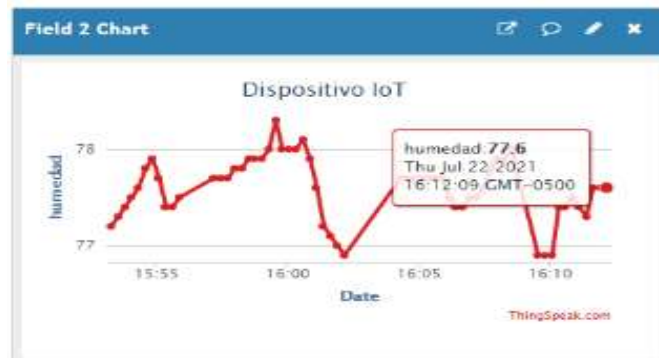 Field 2 Chart
Dispositivo IoT
humedad
78
77
humedad 77.6
Thu Jul 22 2021
16:12:09 GMT-0500
15:55
16:00
16:05
16:10
Date
ThingSpeak.com